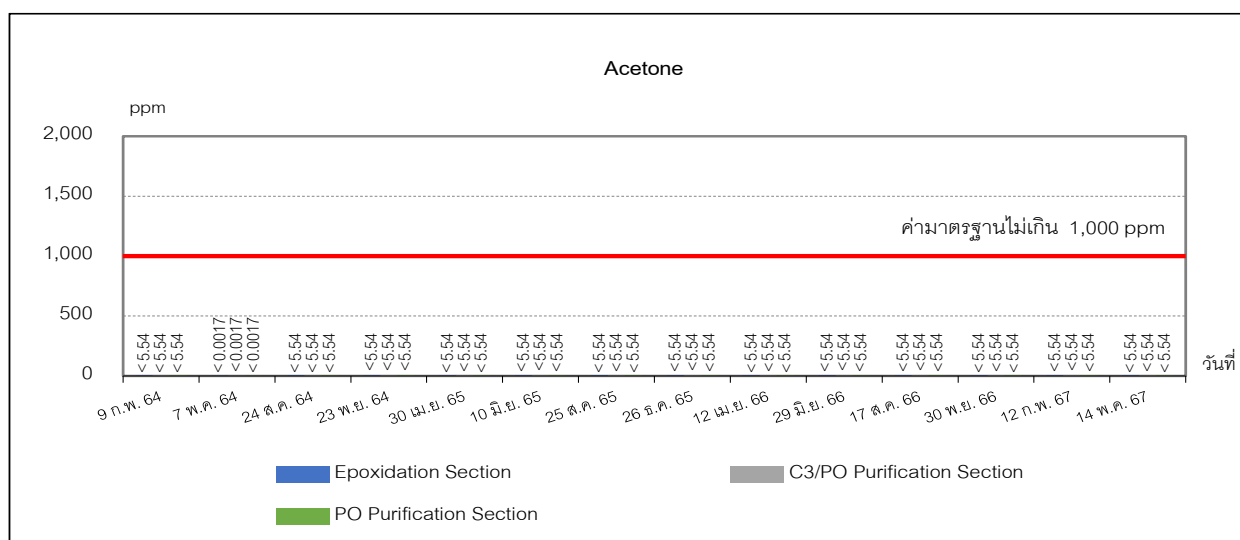 Acetone
ppm
2,000
1,500
1,000
500
0
ค่ามาตรฐานไม่เกิน 1,000 ppm
<5.54 <5.54 <5.54
<0.0017 <0.0017 <0.0017
<5.54 <5.54 <5.54
<5.54 <5.54 <5.54
<5.54 <5.54 <5.54
<5.54 <5.54 <5.54
<5.54 <5.54 <5.54
<5.54 <5.54 <5.54
<5.54 <5.54 <5.54
<5.54 <5.54 <5.54
<5.54 <5.54 <5.54
<5.54 <5.54 <5.54
<5.54 <5.54 <5.54
<5.54 <5.54 <5.54
วันที่
9 ก.พ. 64
7 พ.ค. 64
24 ส.ค. 64
23 พ.ย. 64
30 เม.ย. 65
10 มิ.ย. 65
25 ส.ค. 65
26 ธ.ค. 65
12 เม.ย. 66
29 มิ.ย. 66
17 ส.ค. 66
30 พ.ย. 66
12 ก.พ. 67
14 พ.ค. 67
Epoxidation Section
C3/PO Purification Section
PO Purification Section